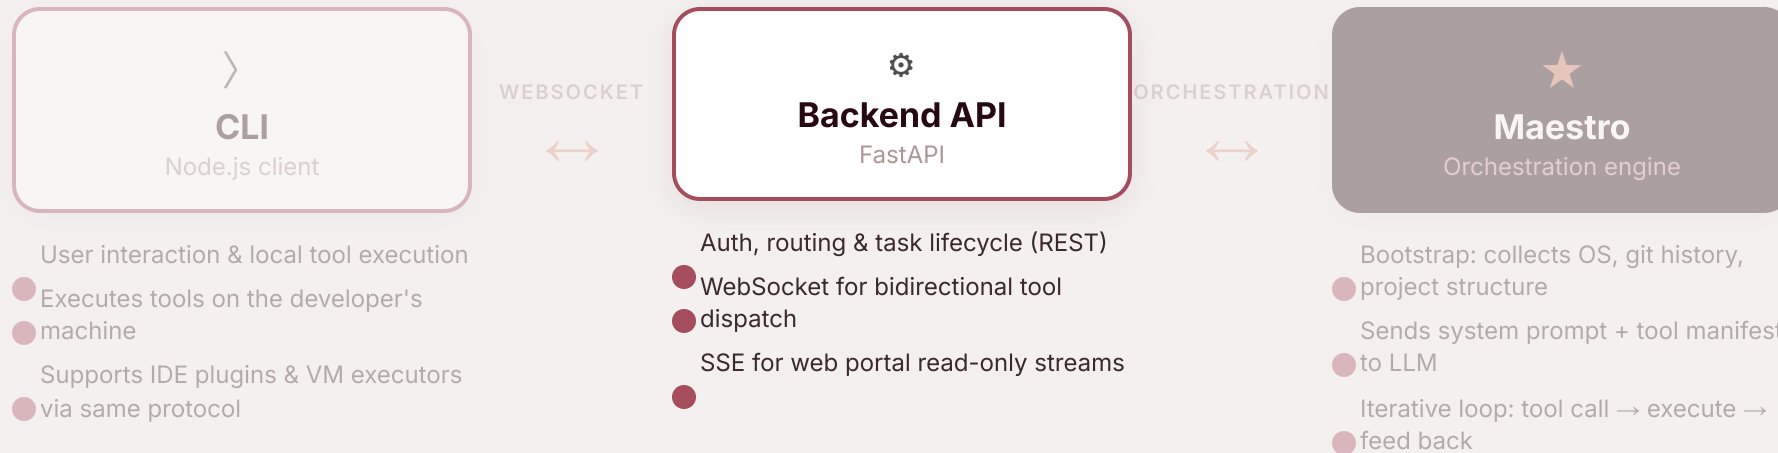 CLI
Node.js client
User interaction & local tool execution
Executes tools on the developer's
machine
Supports IDE plugins & VM executors
via same protocol
WEBSOCKET
↔
Backend API
FastAPI
Auth, routing & task lifecycle (REST)
WebSocket for bidirectional tool
dispatch
SSE for web portal read-only streams
ORCHESTRATION
↔
Maestro
Orchestration engine
Bootstrap: collects OS, git history,
project structure
Sends system prompt + tool manifest
to LLM
Iterative loop: tool call → execute →
feed back